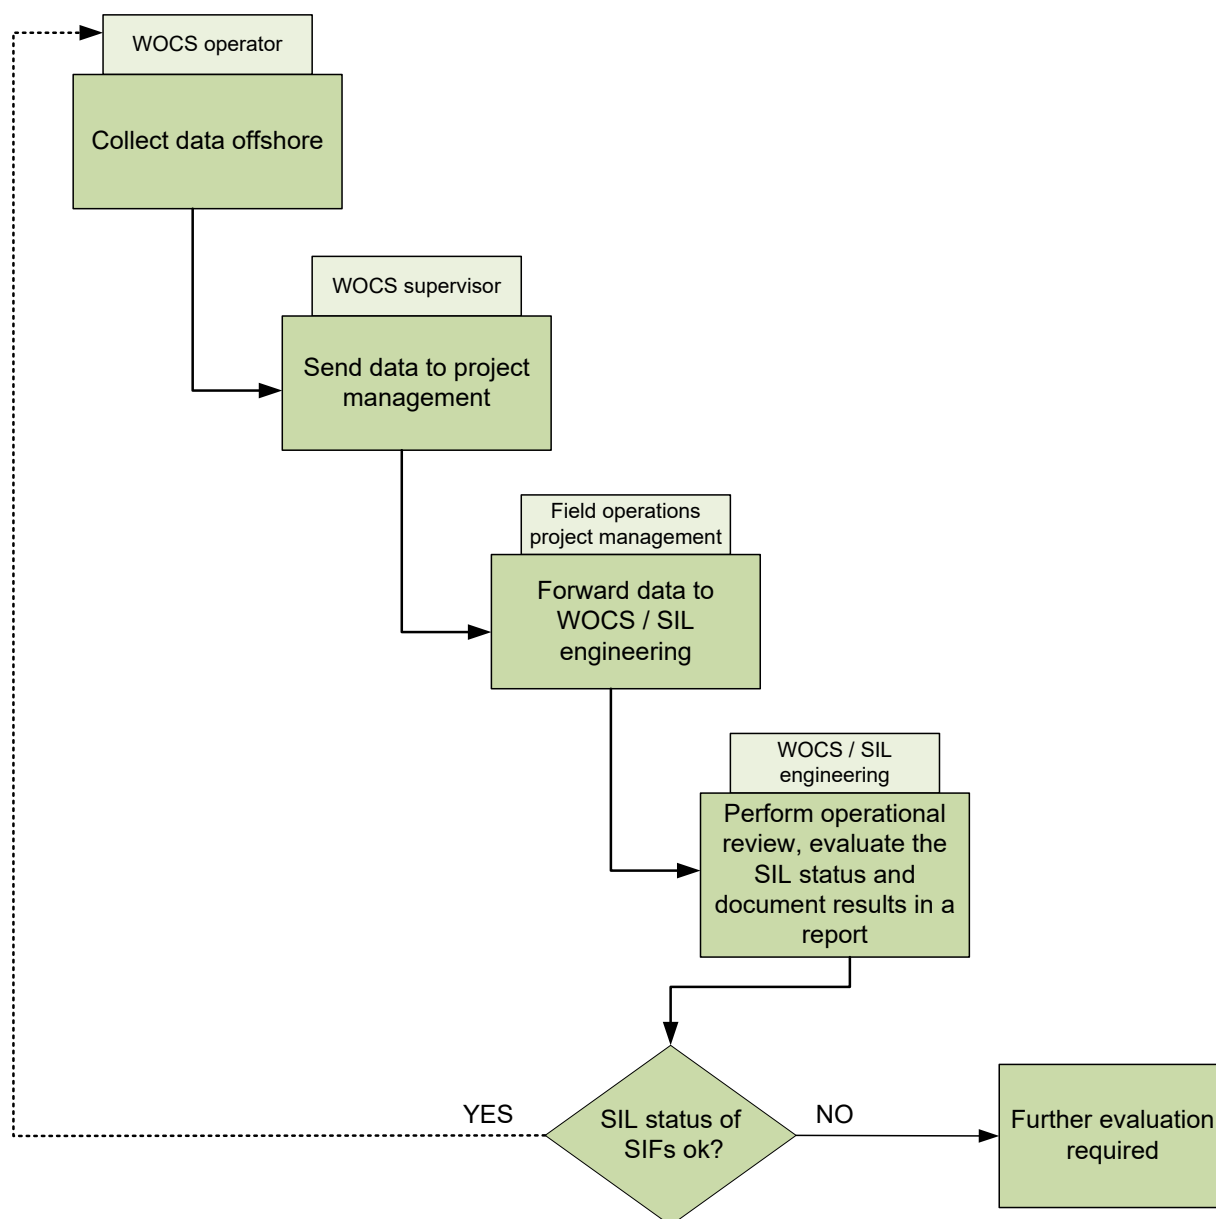 WOCS operator
Collect data offshore
WOCS supervisor
Send data to project
management
Field operations
project management
Forward data to
WOCS / SIL
engineering
WOCS / SIL
engineering
Perform operational
review, evaluate the
SIL status and
document results in a
report
YES
SIL status of
SIFs ok?
NO
Further evaluation
required